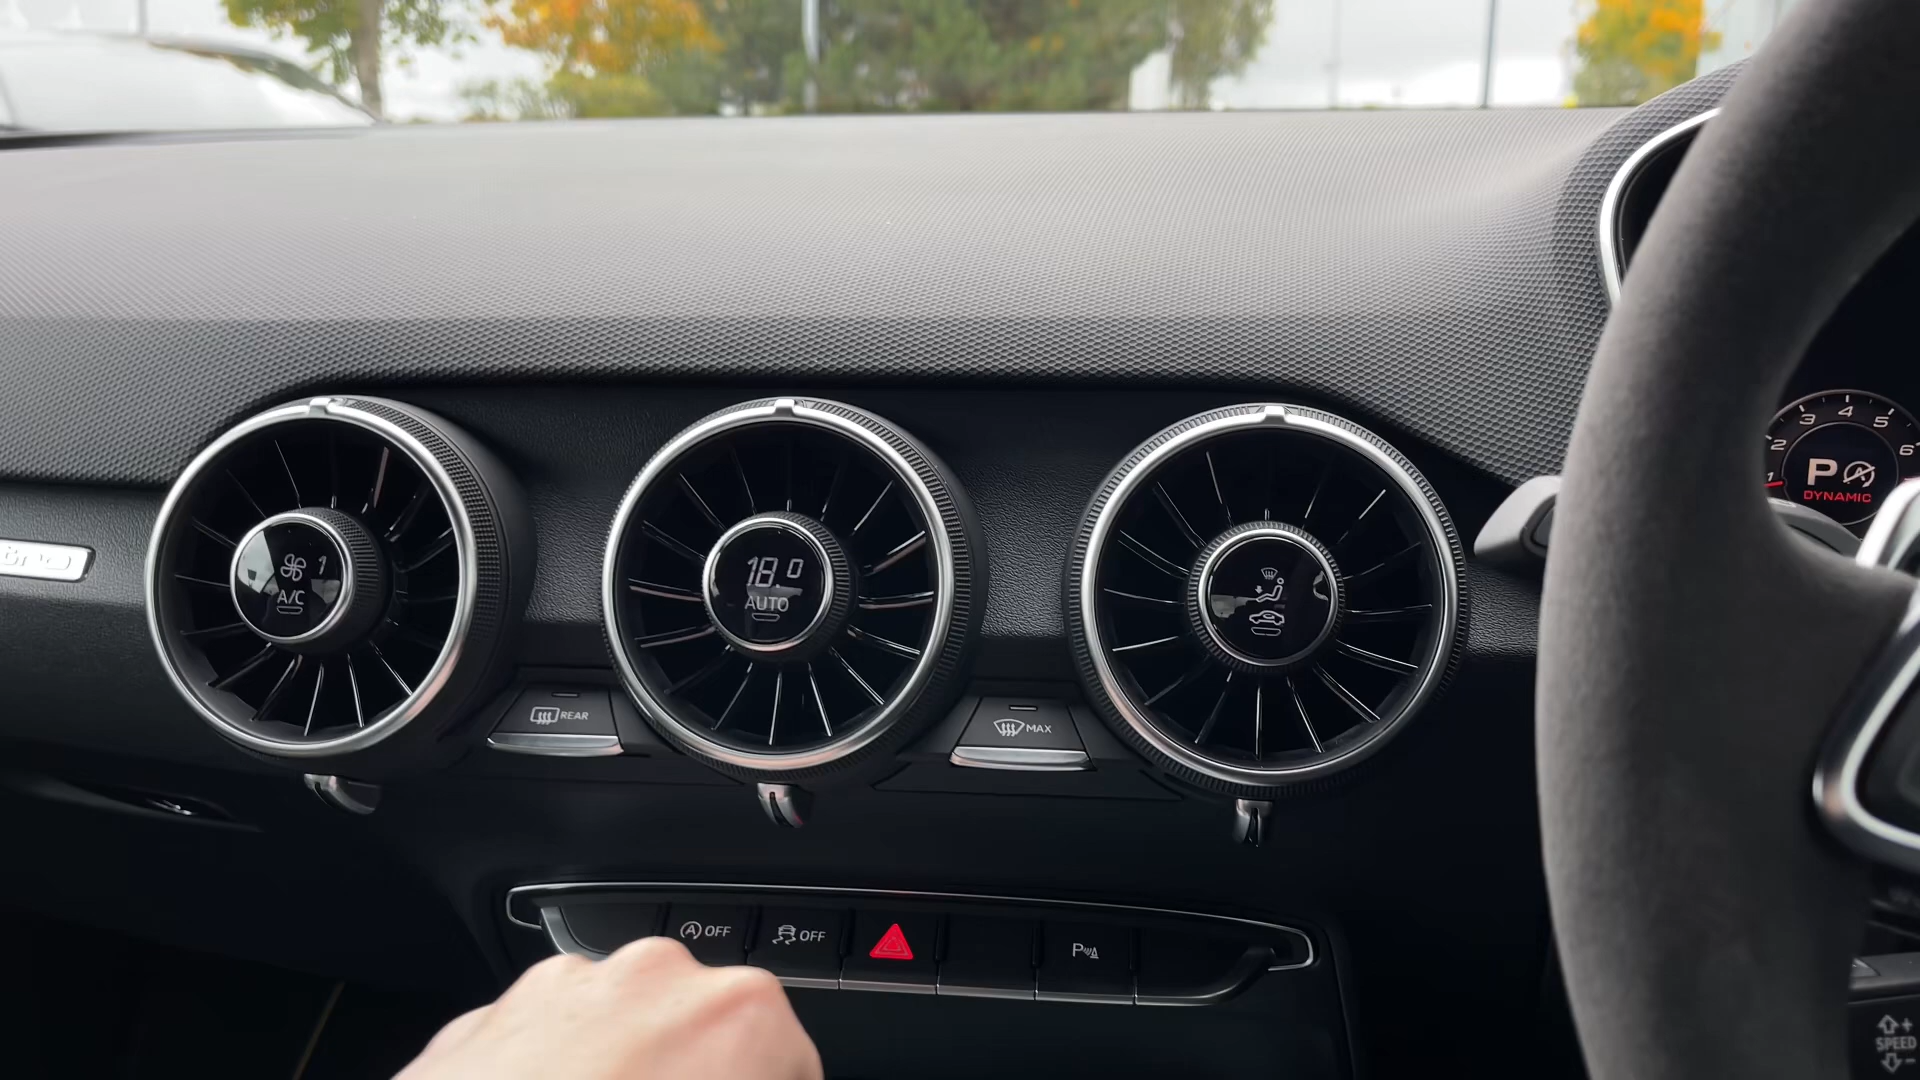 1
A/C
18.0
AUTO
REAR
MAX
A OFF
OFF
P
1 2 3 4 5 6
P A
DYNAMIC
+
SPEED
-